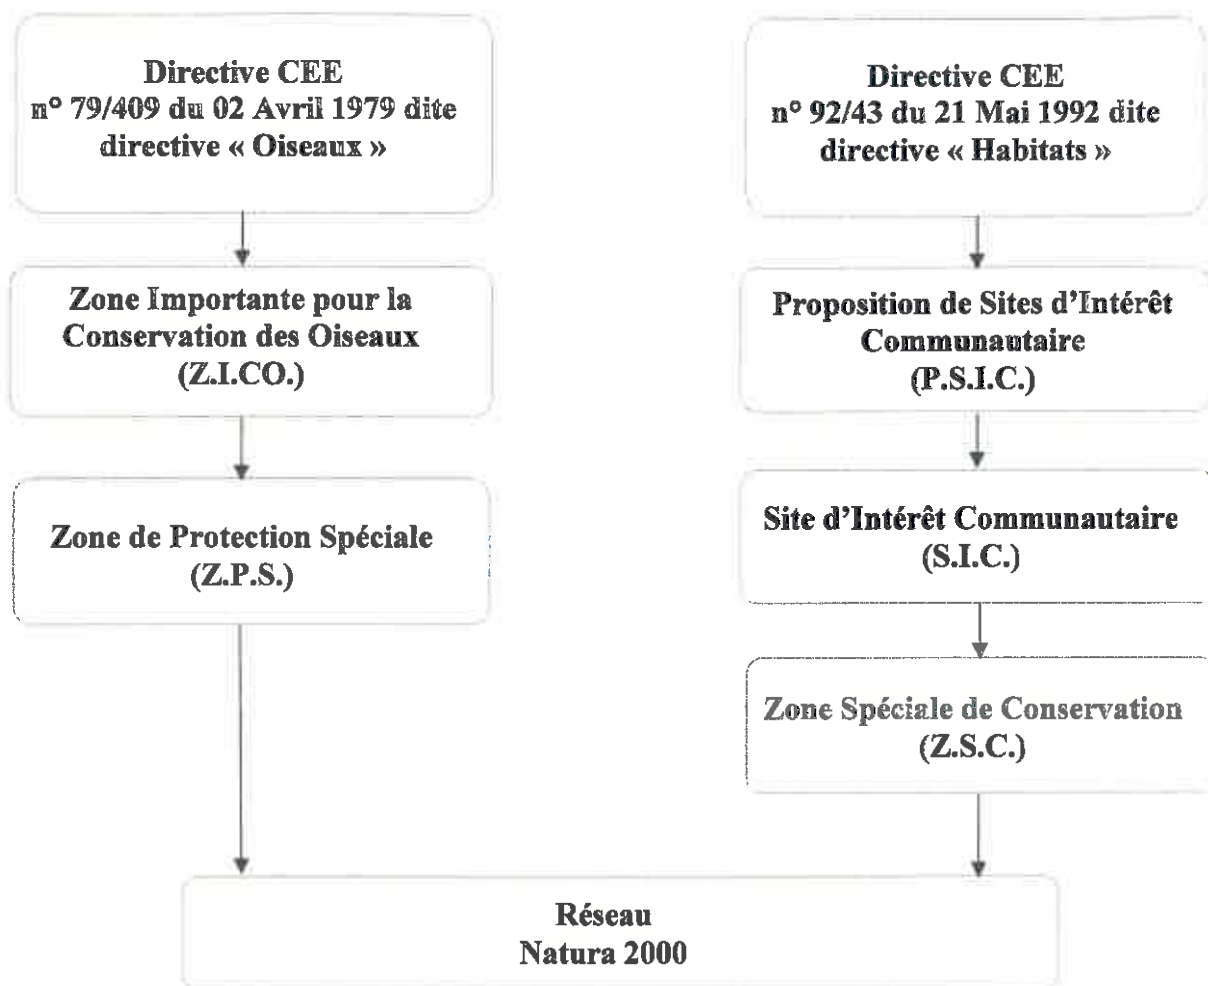 Directive CEE
n° 79/409 du 02 Avril 1979 dite
directive « Oiseaux »
Zone Importante pour la
Conservation des Oiseaux
(Z.I.CO.)
Zone de Protection Spéciale
(Z.P.S.)
Directive CEE
n° 92/43 du 21 Mai 1992 dite
directive « Habitats »
Proposition de Sites d'Intérêt
Communautaire
(P.S.I.C.)
Site d'Intérêt Communautaire
(S.I.C.)
Zone Spéciale de Conservation
(Z.S.C.)
Réseau
Natura 2000